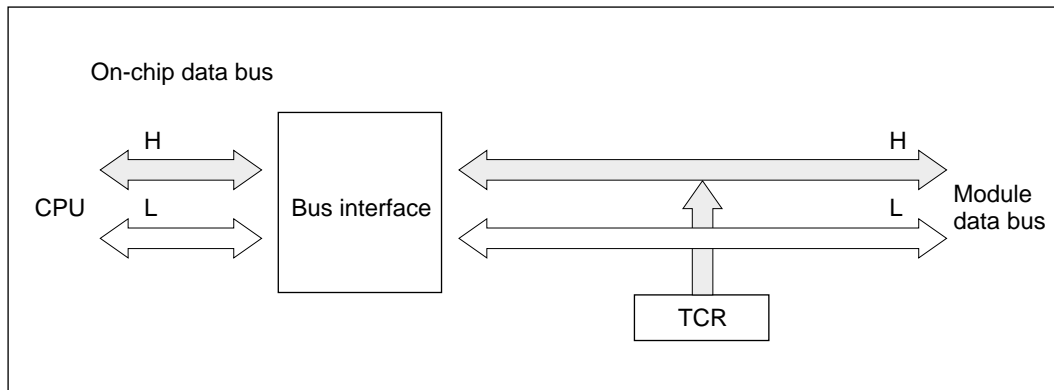 On-chip data bus
H
H
CPU
L
Bus interface
L
Module
data bus
TCR